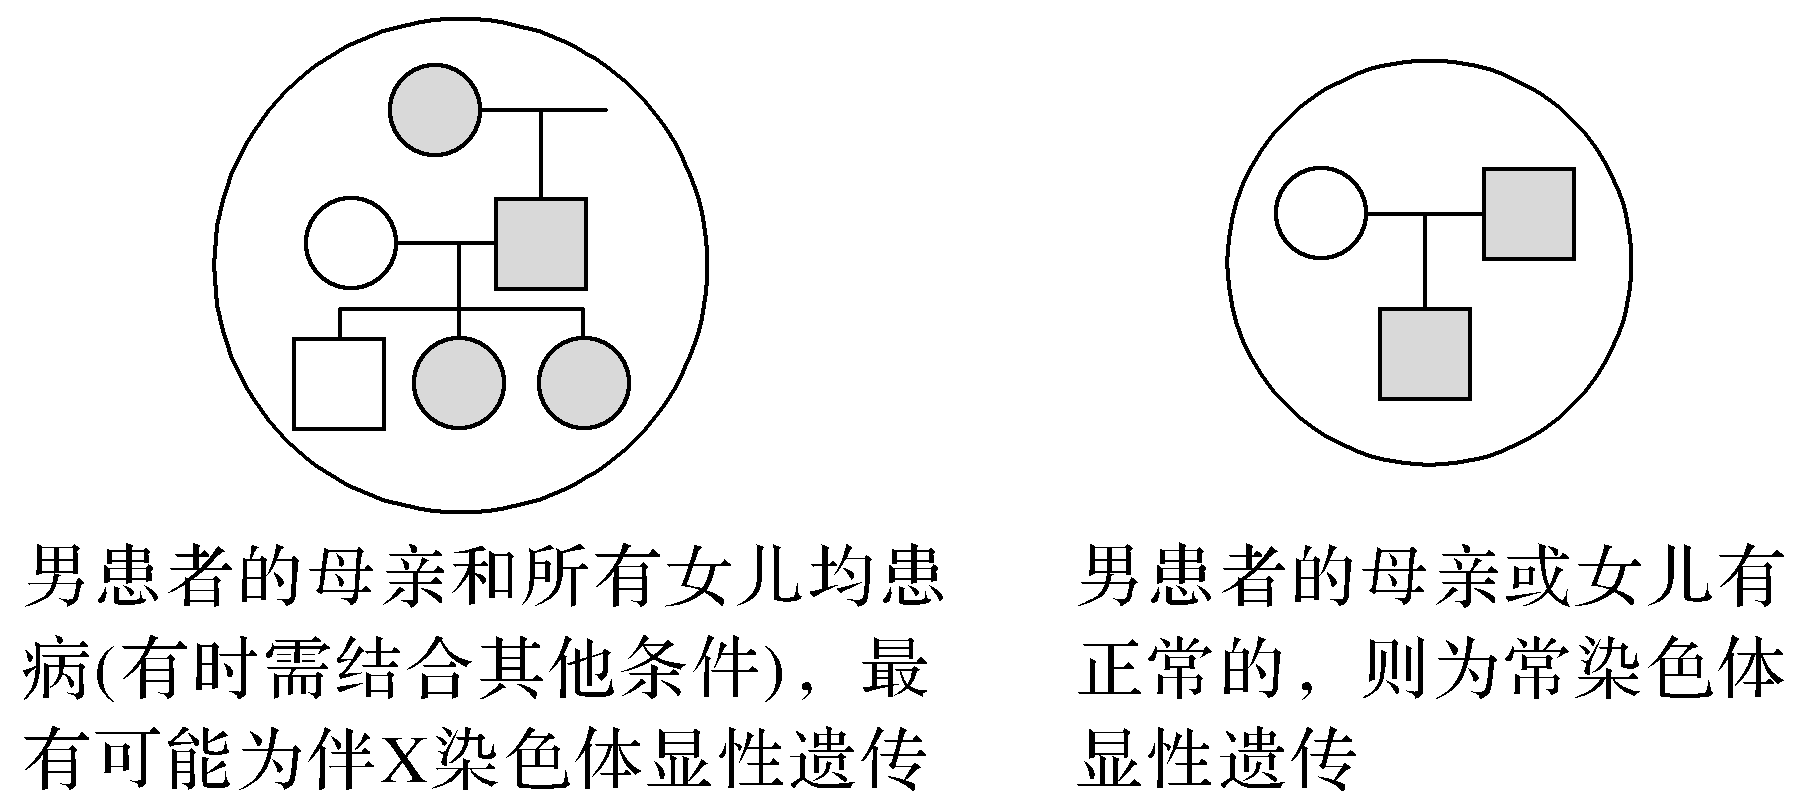 男患者的母亲和所有女儿均患
病(有时需结合其他条件)，最
有可能为伴X染色体显性遗传
男患者的母亲或女儿有
正常的，则为常染色体
显性遗传